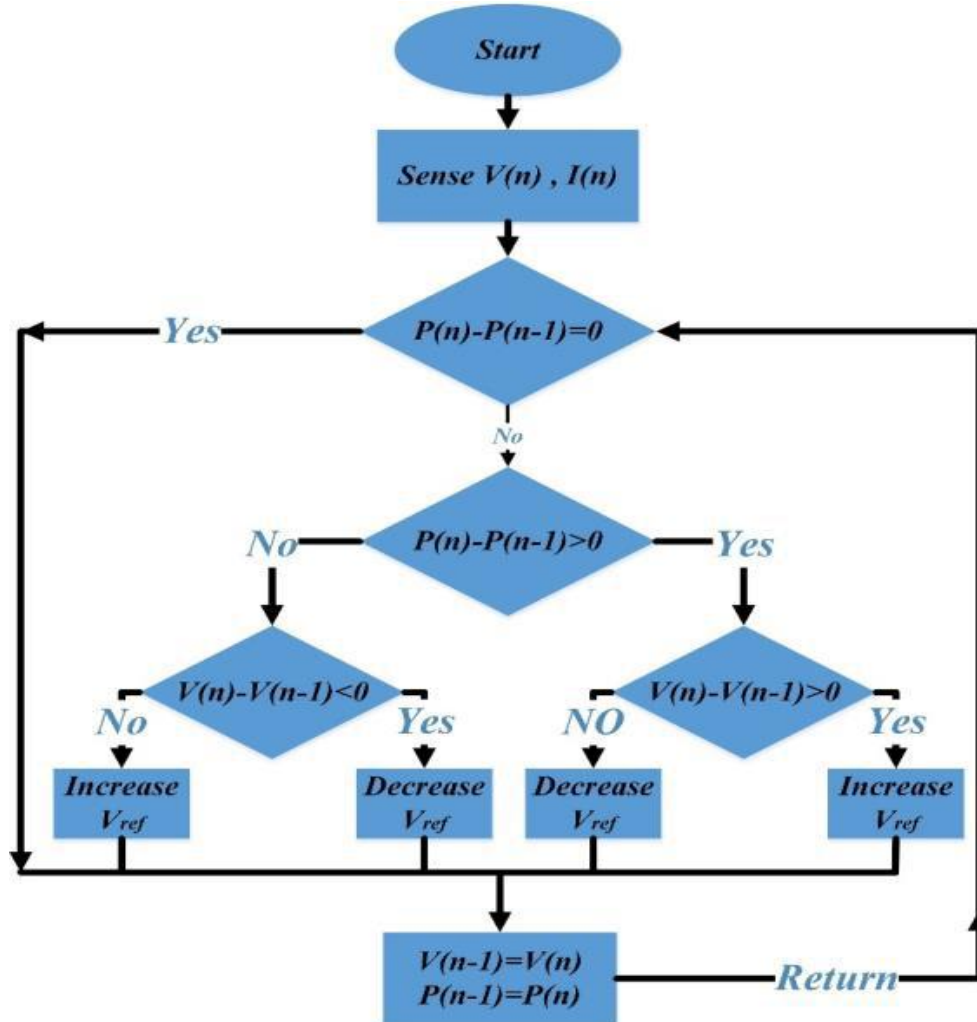 Start
Sense V(n) , I(n)
Yes
P(n)-P(n-1)=0
No
P(n)-P(n-1)>0
No
Yes
V(n)-V(n-1)<0
V(n)-V(n-1)>0
No
Yes
NO
Yes
Increase
Vref
Decrease
Vref
Decrease
Vref
Increase
Vref
V(n-1)=V(n)
P(n-1)=P(n)
Return